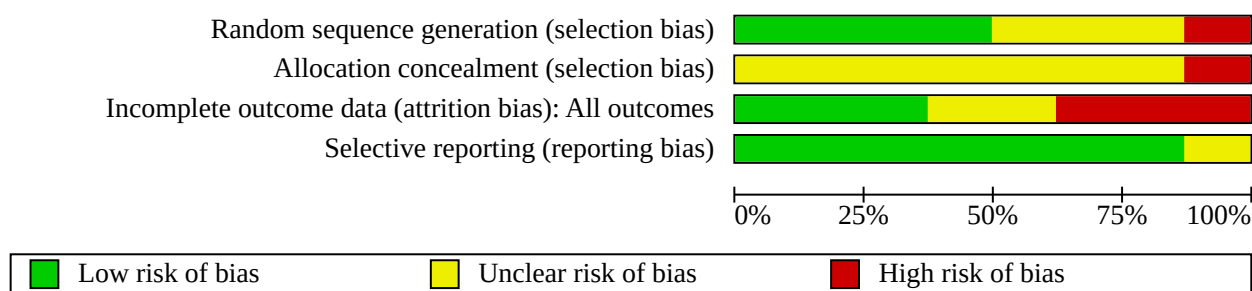 Random sequence generation (selection bias)
Allocation concealment (selection bias)
Incomplete outcome data (attrition bias): All outcomes
Selective reporting (reporting bias)
0% 25% 50% 75% 100%
Low risk of bias Unclear risk of bias High risk of bias